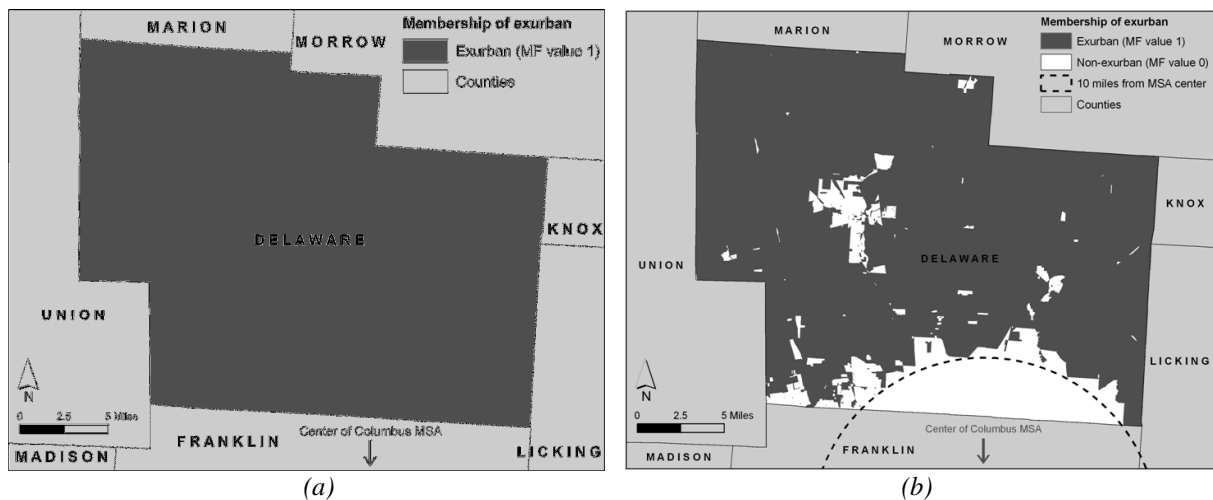 MARION
MORROW
Membership of exurban
Exurban (MF value 1)
Counties
KNOX
DELAWARE
UNION
N
0 2.5 5 Miles
FRANKLIN
Center of Columbus MSA
LICKING
MADISON
(a)
MARION
MORROW
Membership of exurban
Exurban (MF value 1)
Non-exurban (MF value 0)
10 miles from MSA center
Counties
KNOX
DELAWARE
UNION
LICKING
N
0 2.5 5 Miles
Center of Columbus MSA
FRANKLIN
MADISON
(b)